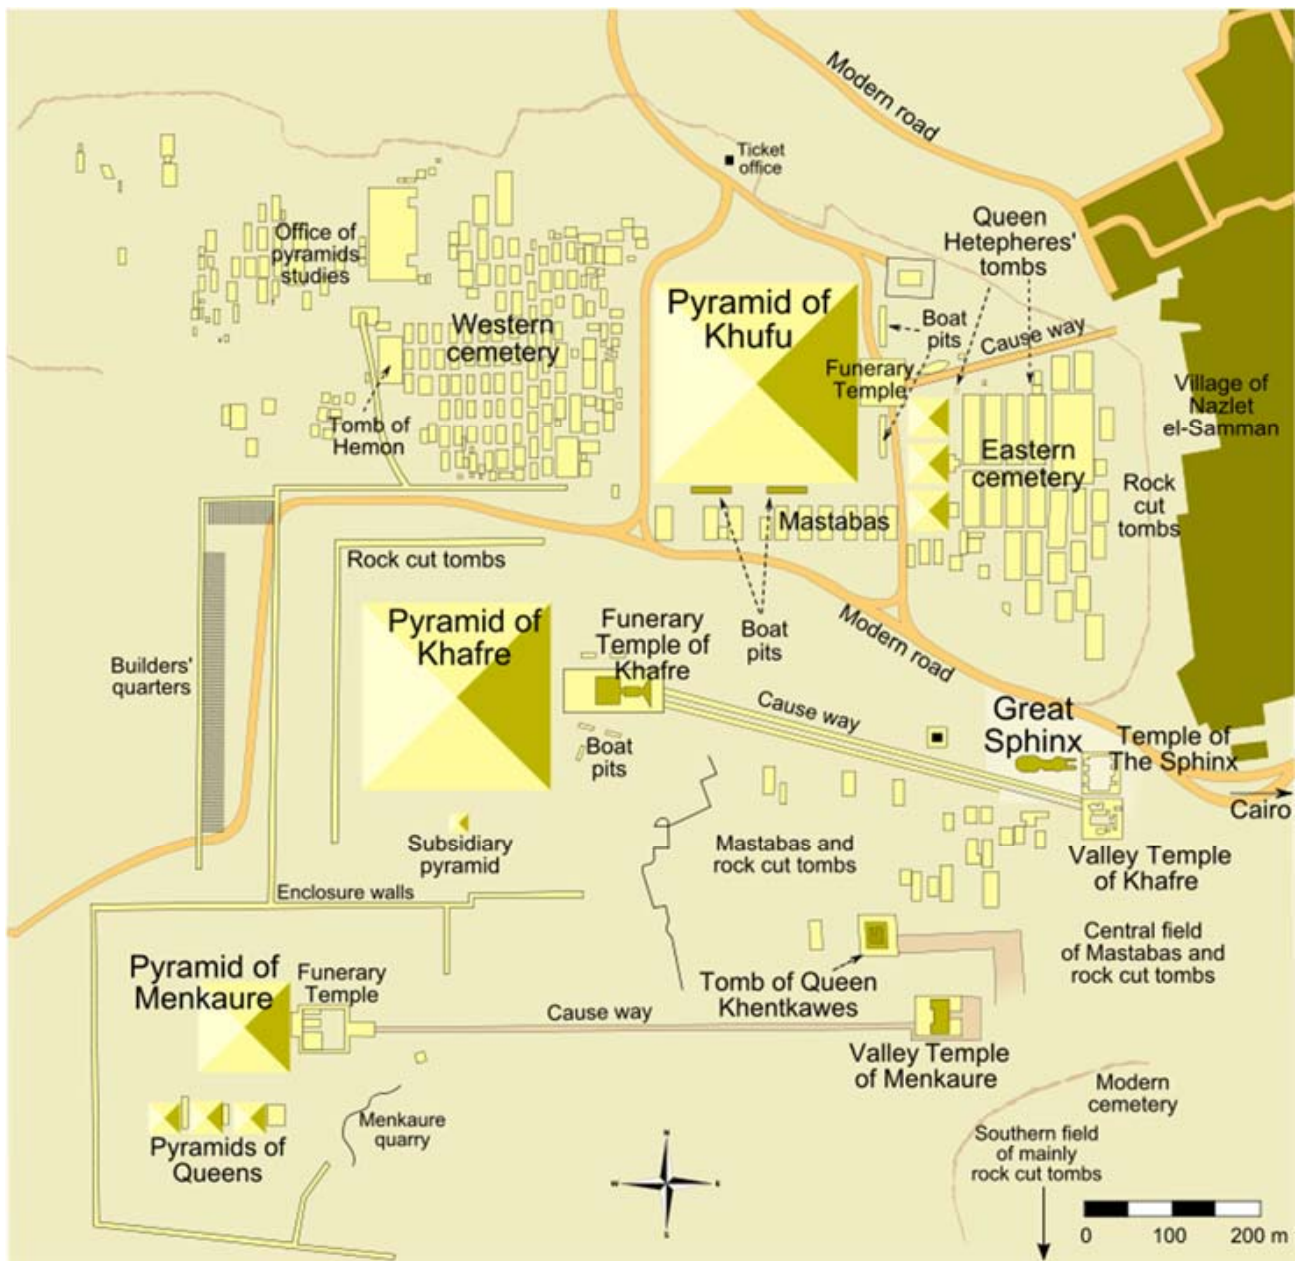 Modern road
Ticket
office
Queen
Hetepheres'
tombs
Office of
pyramids
studies
Pyramid of
Khufu
Boat
pits
Cause way
Western
cemetery
Funerary
Temple
Village of
Nazlet
el-Samman
Tomb of
Hemon
Eastern
cemetery
Rock
cut
tombs
Mastabas
Rock cut tombs
Pyramid of
Khafre
Funerary
Temple of
Khafre
Boat
pits
Modern road
Builders'
quarters
Cause way
Great
Sphinx
Temple of
The Sphinx
Boat
pits
Cairo
Subsidiary
pyramid
Mastabas and
rock cut tombs
Valley Temple
of Khafre
Enclosure walls
Central field
of Mastabas and
rock cut tombs
Pyramid of
Menkaure
Funerary
Temple
Tomb of Queen
Khentkawes
Cause way
Valley Temple
of Menkaure
Modern
cemetery
Menkaure
quarry
Pyramids of
Queens
Southern field
of mainly
rock cut tombs
N
W E
S
0 100 200 m